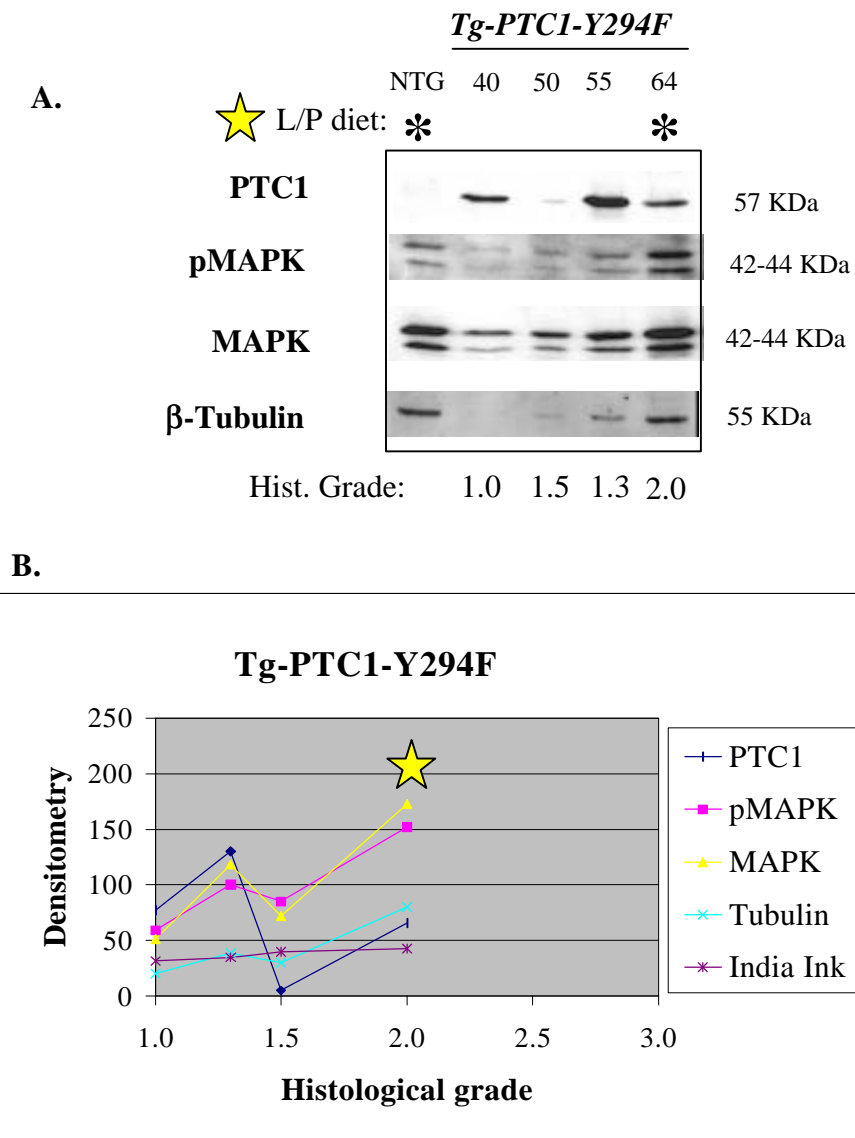 Tg-PTC1-Y294F
A.
NTG 40 50 55 64
L/P diet: * *
PTC1 57 KDa
pMAPK 42-44 KDa
MAPK 42-44 KDa
β-Tubulin 55 KDa
Hist. Grade: 1.0 1.5 1.3 2.0
B.
Tg-PTC1-Y294F
250
200
150
100
50
0
Densitometry
1.0 1.5 2.0 2.5 3.0
Histological grade
PTC1
pMAPK
MAPK
Tubulin
India Ink